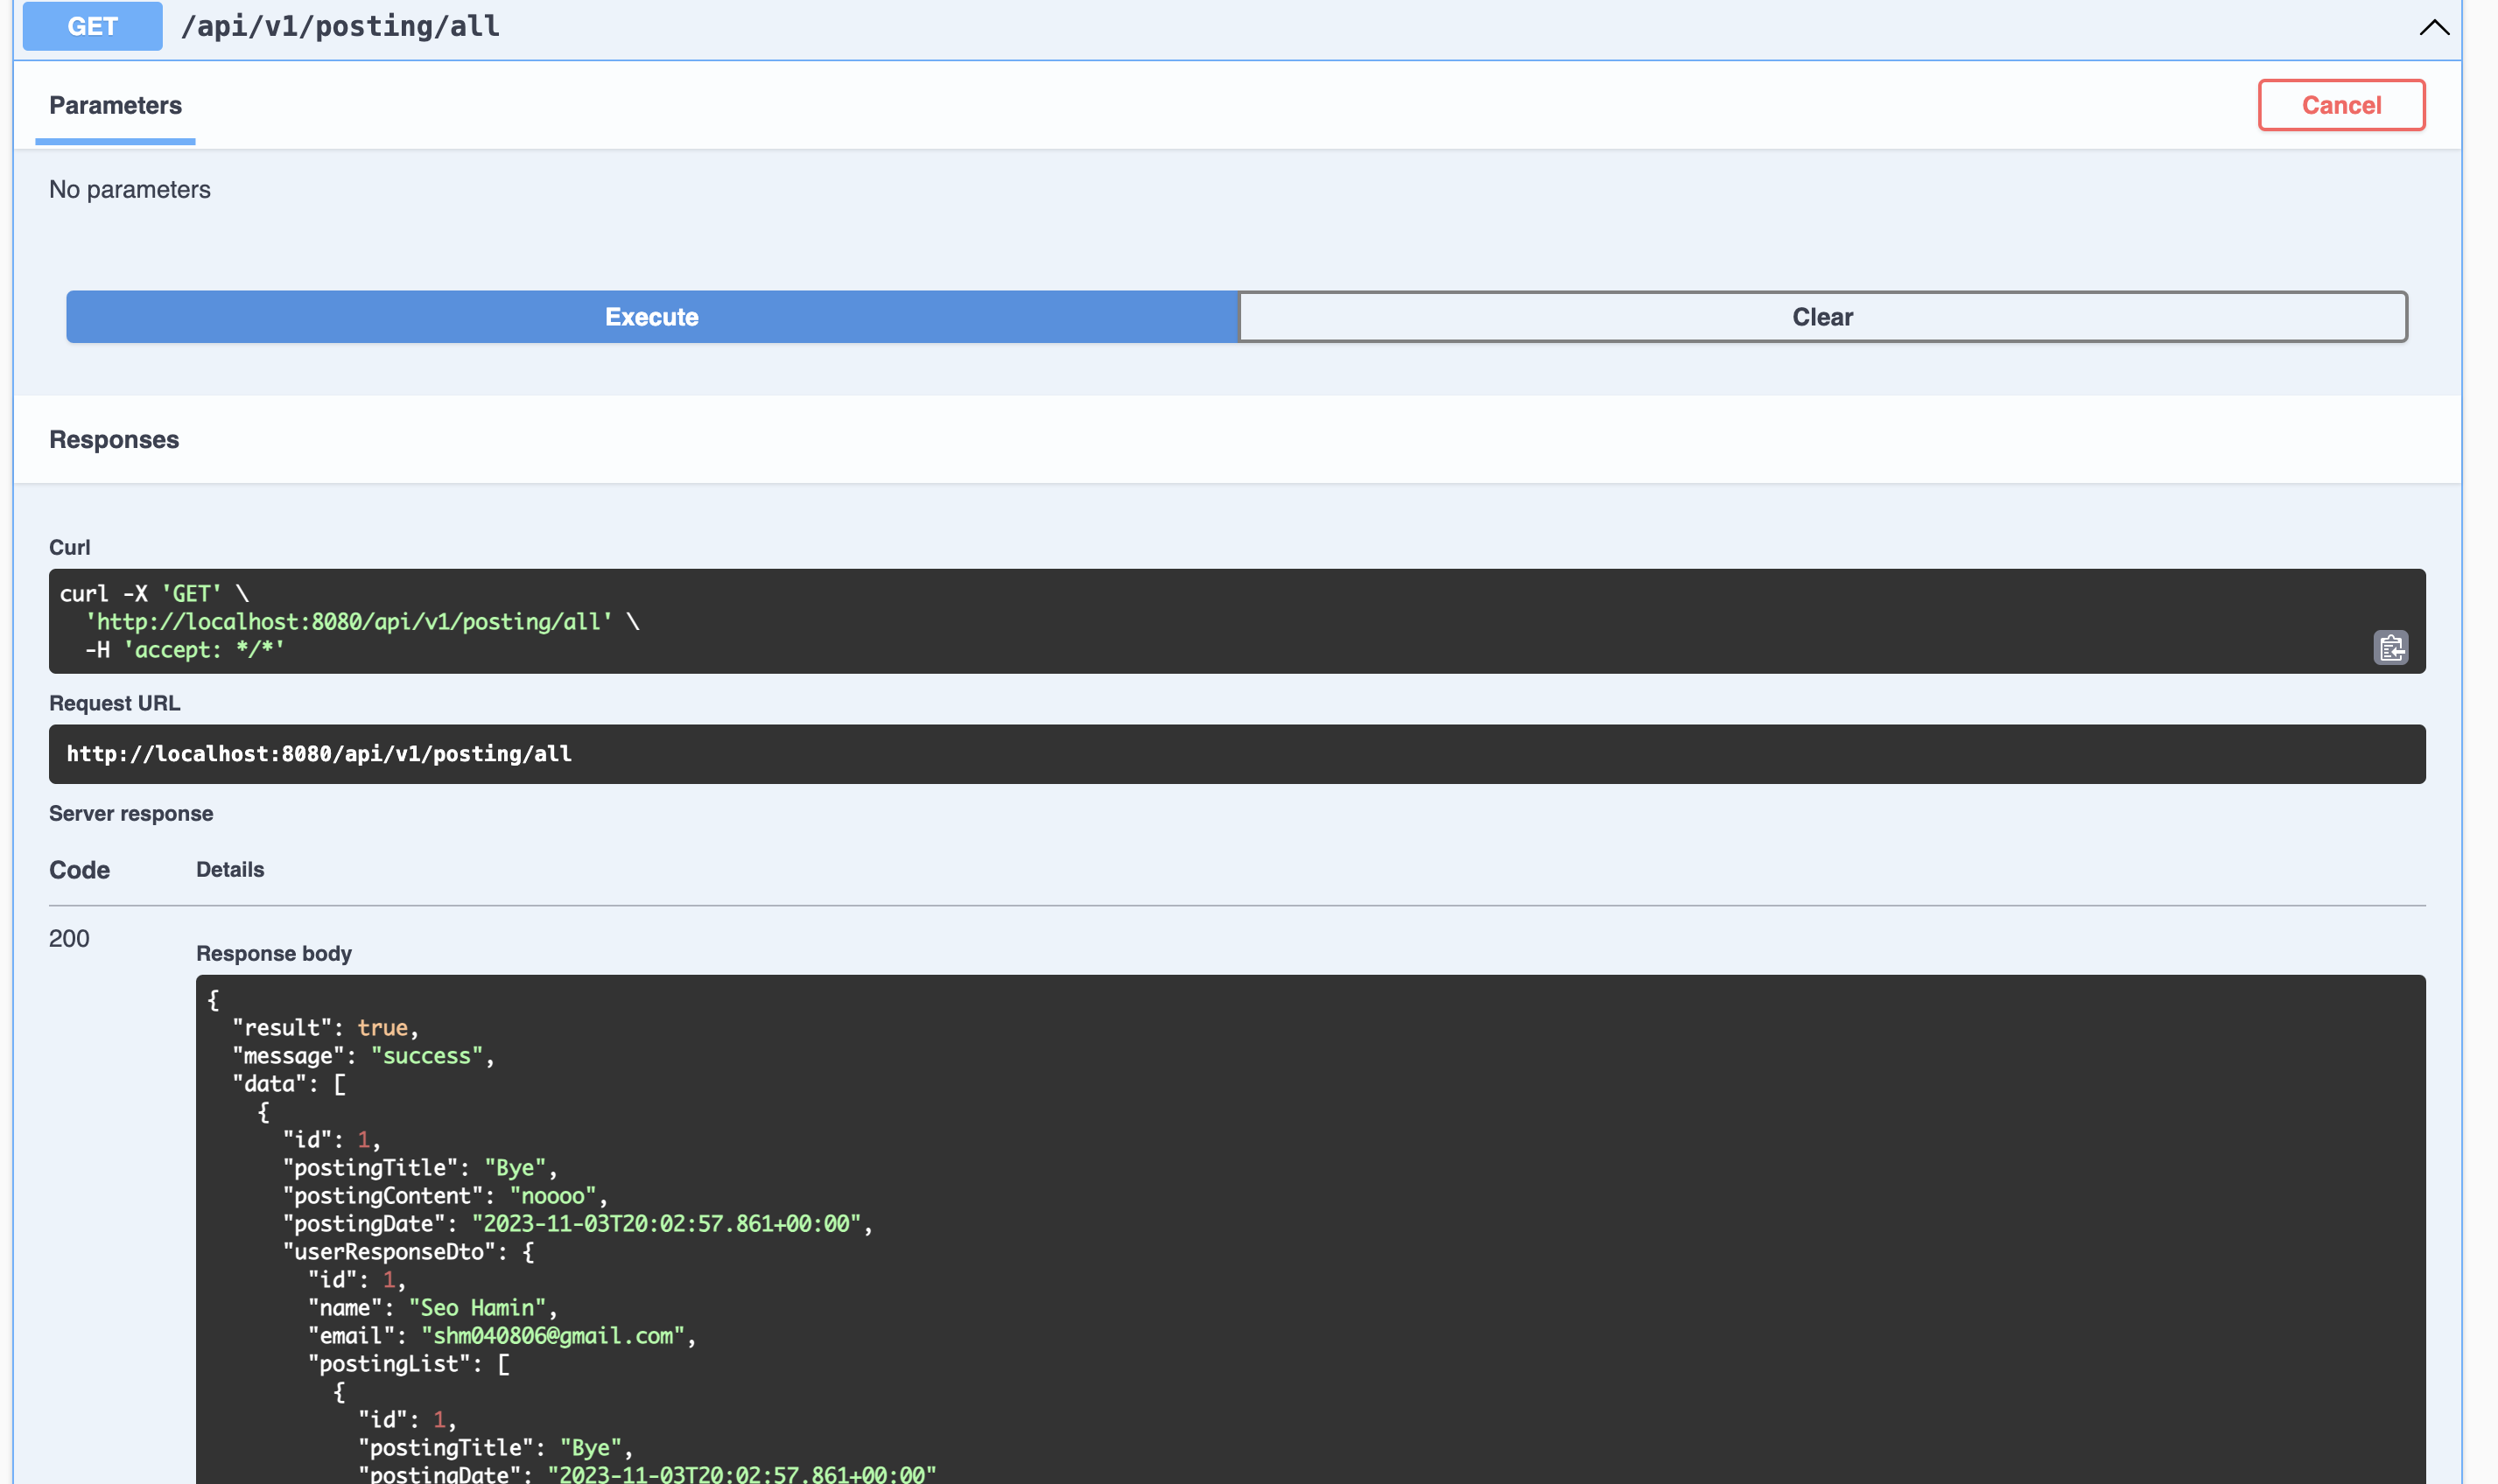 GET /api/v1/posting/all
Parameters
Cancel
No parameters
Execute
Clear
Responses
Curl
curl -X 'GET' \
  'http://localhost:8080/api/v1/posting/all' \
  -H 'accept: */*'
Request URL
http://localhost:8080/api/v1/posting/all
Server response
Code Details
200
Response body
{
  "result": true,
  "message": "success",
  "data": [
    {
      "id": 1,
      "postingTitle": "Bye",
      "postingContent": "noooo",
      "postingDate": "2023-11-03T20:02:57.861+00:00",
      "userResponseDto": {
        "id": 1,
        "name": "Seo Hamin",
        "email": "shm040806@gmail.com",
        "postingList": [
          {
            "id": 1,
            "postingTitle": "Bye",
            "postingDate": "2023-11-03T20:02:57.861+00:00"